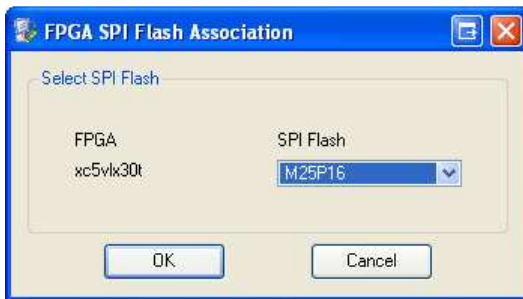 FPGA SPI Flash Association
Select SPI Flash
FPGA SPI Flash
xc5vlx30t M25P16
OK Cancel